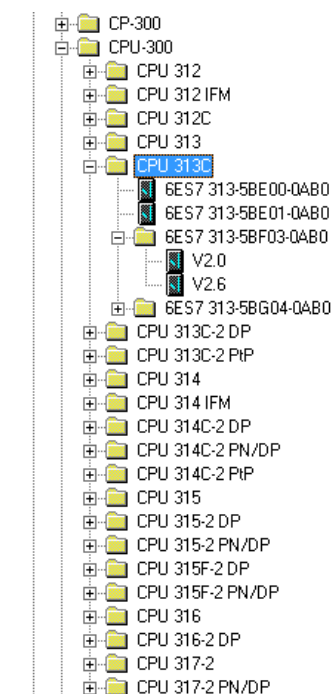 CP-300
CPU-300
CPU 312
CPU 312 IFM
CPU 312C
CPU 313
CPU 313C
6ES7 313-5BE00-0AB0
6ES7 313-5BE01-0AB0
6ES7 313-5BF03-0AB0
V2.0
V2.6
6ES7 313-5BG04-0AB0
CPU 313C-2 DP
CPU 313C-2 PtP
CPU 314
CPU 314 IFM
CPU 314C-2 DP
CPU 314C-2 PN/DP
CPU 314C-2 PtP
CPU 315
CPU 315-2 DP
CPU 315-2 PN/DP
CPU 315F-2 DP
CPU 315F-2 PN/DP
CPU 316
CPU 316-2 DP
CPU 317-2
CPU 317-2 PN/DP